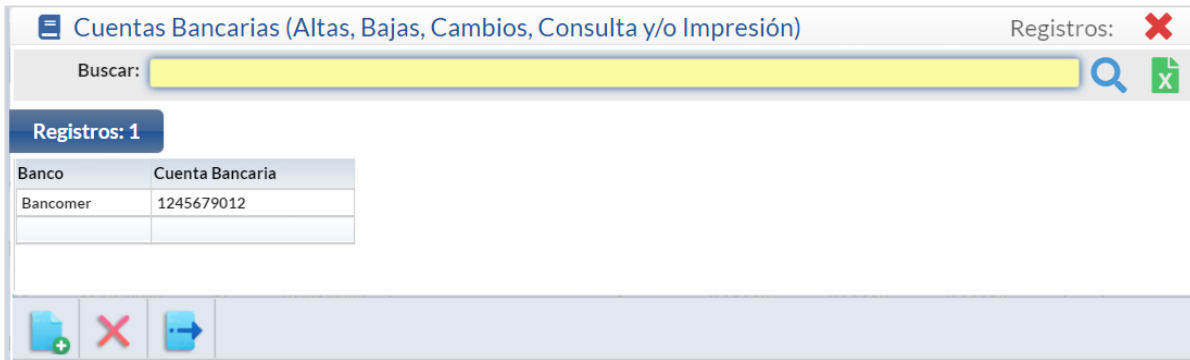 Cuentas Bancarias (Altas, Bajas, Cambios, Consulta y/o Impresión) Registros:
Buscar:
Registros: 1
Banco Cuenta Bancaria
Bancomer 1245679012